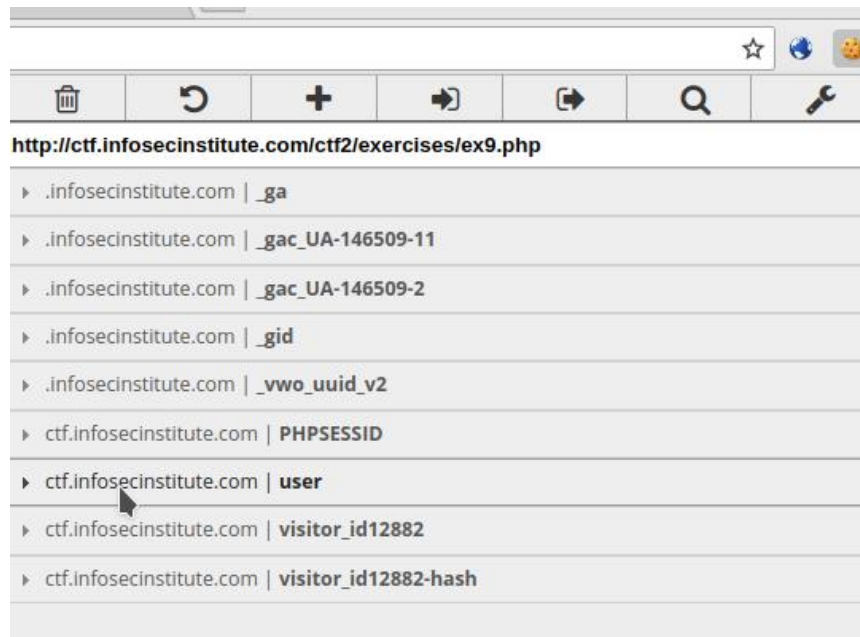 http://ctf.infosecinstitute.com/ctf2/exercises/ex9.php
.infosecinstitute.com | _ga
.infosecinstitute.com | _gac_UA-146509-11
.infosecinstitute.com | _gac_UA-146509-2
.infosecinstitute.com | _gid
.infosecinstitute.com | _vwo_uuid_v2
ctf.infosecinstitute.com | PHPSESSID
ctf.infosecinstitute.com | user
ctf.infosecinstitute.com | visitor_id12882
ctf.infosecinstitute.com | visitor_id12882-hash